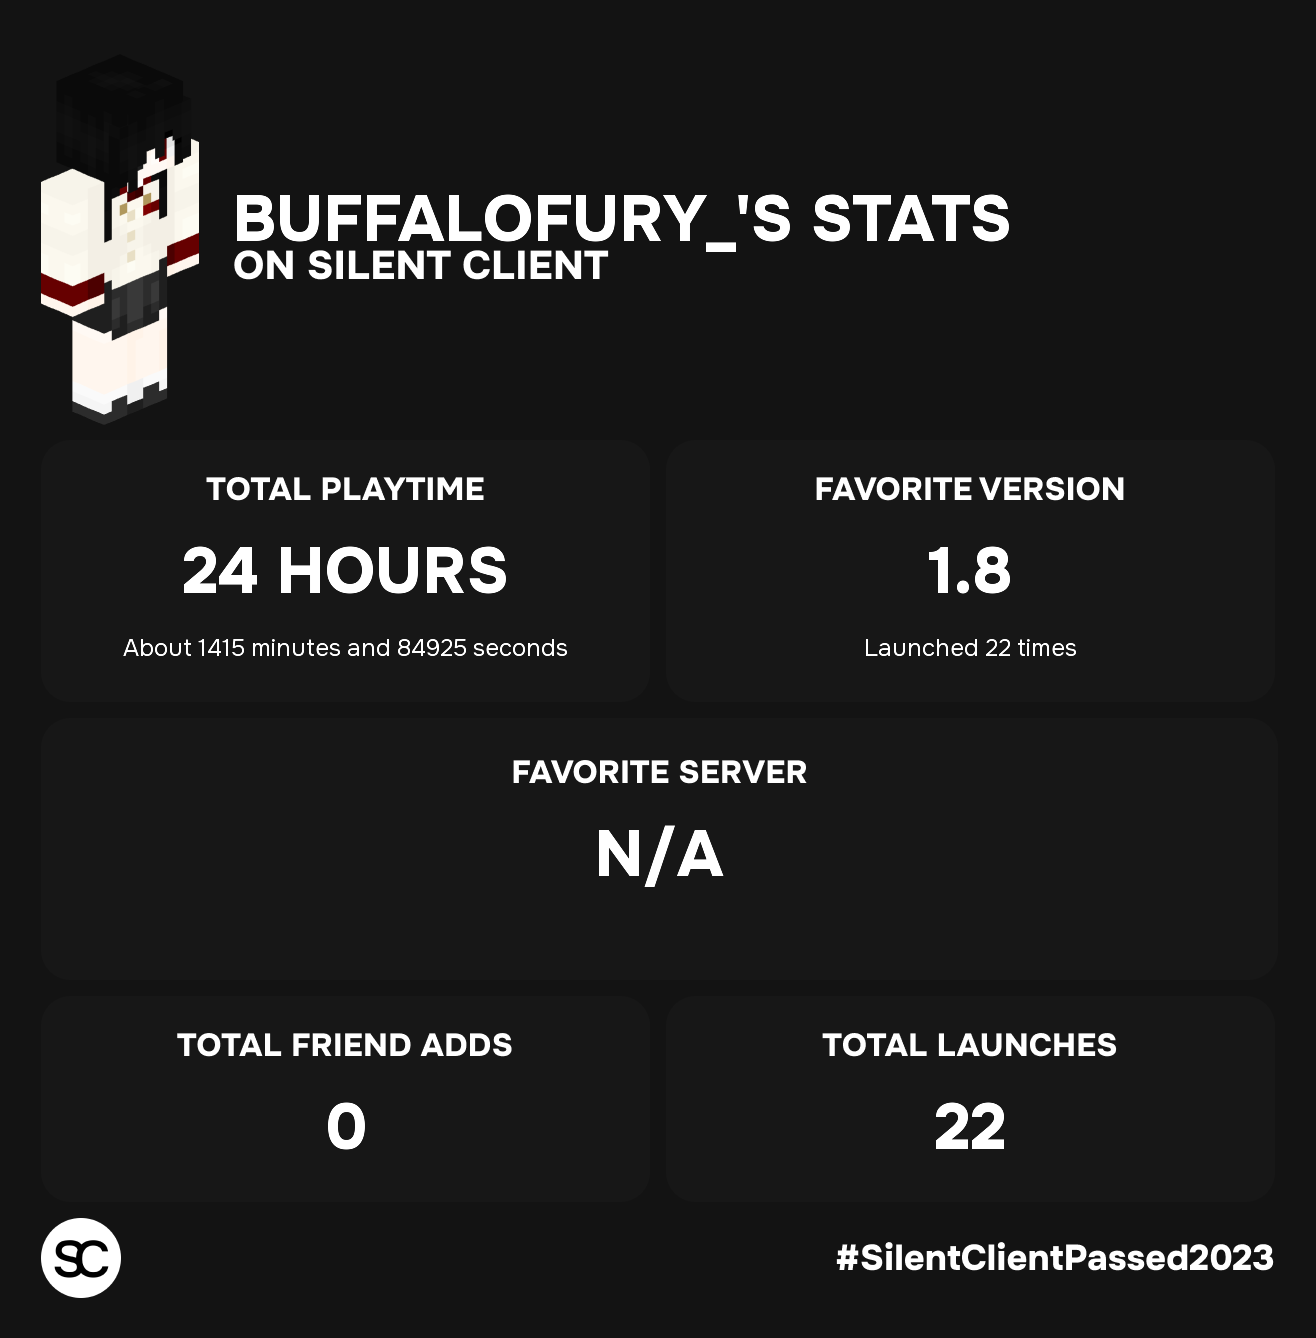 BUFFALOFURY_'S STATS
ON SILENT CLIENT
TOTAL PLAYTIME
24 HOURS
About 1415 minutes and 84925 seconds
FAVORITE VERSION
1.8
Launched 22 times
FAVORITE SERVER
N/A
TOTAL FRIEND ADDS
0
TOTAL LAUNCHES
22
SC
#SilentClientPassed2023